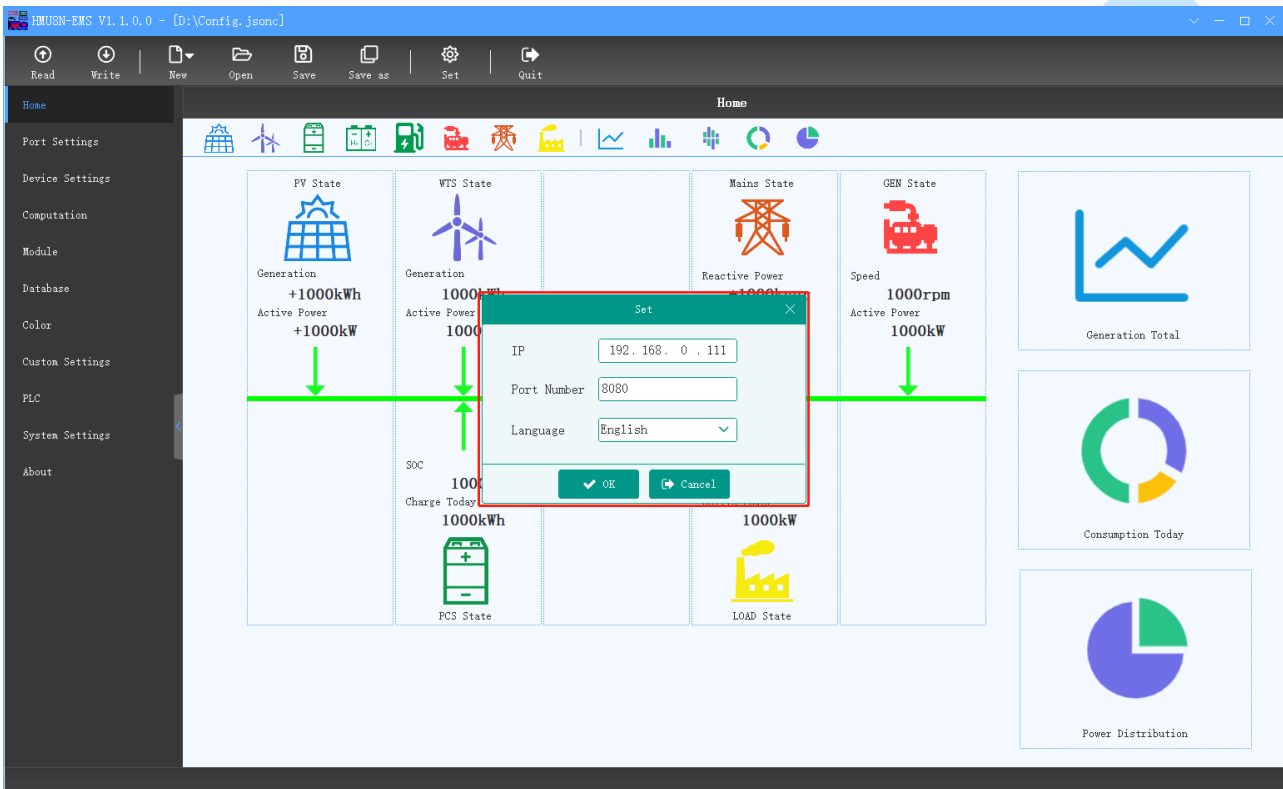 HMU8N-EMS V1.1.0.0 - [D:\Config.jsonc]
Read Write New Open Save Save as Set Quit
Home
Port Settings
Device Settings
Computation
Module
Database
Color
Custom Settings
PLC
System Settings
About
Home
H₂ O₂
PV State
Generation
+1000kWh
Active Power
+1000kW
WTS State
Generation
Active Power
1000
Mains State
Reactive Power
GEN State
Speed
1000rpm
Active Power
1000kW
Set
IP 192.168. 0 .111
Port Number 8080
Language English
OK Cancel
SOC
Charge Today
1000kWh
PCS State
1000kW
LOAD State
Generation Total
Consumption Today
Power Distribution